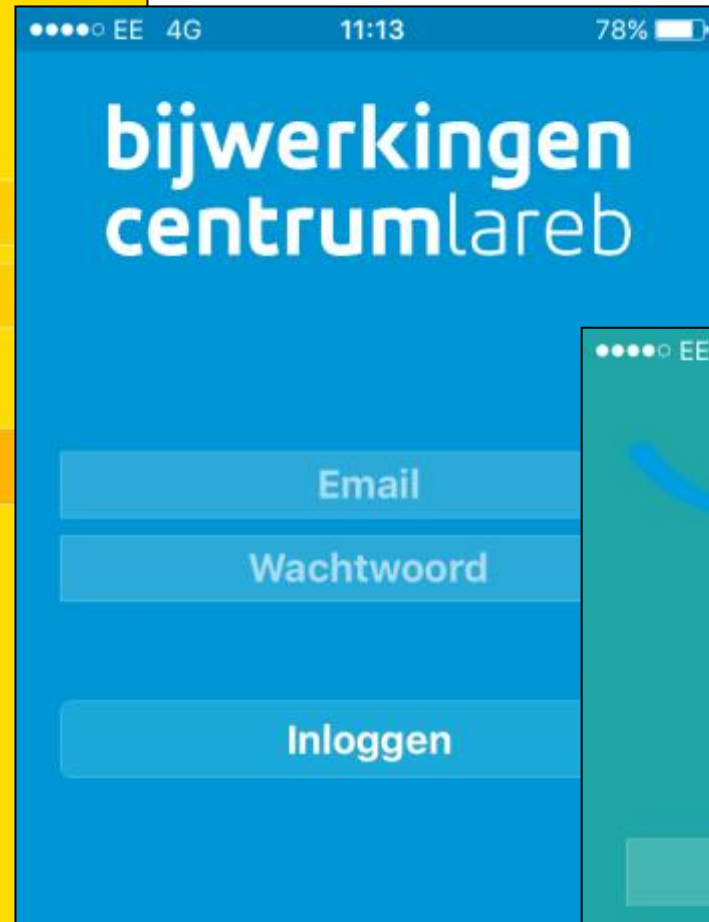 EE 4G 11:13 78%
bijwerkingen
centrumlareb
EE
Email
Wachtwoord
Inloggen